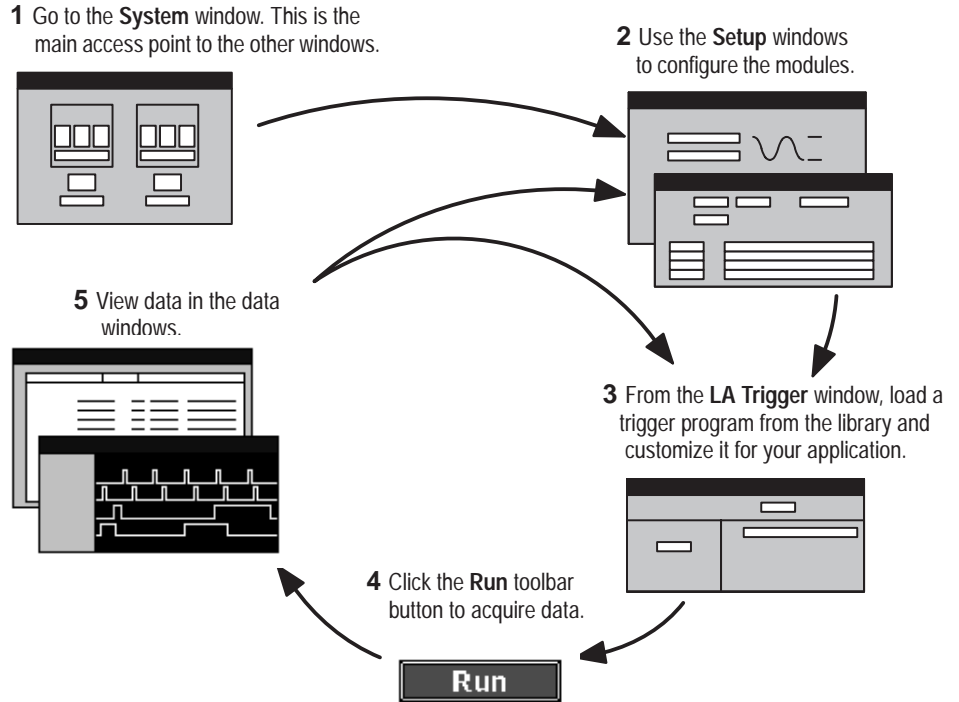 1 Go to the System window. This is the
main access point to the other windows.
2 Use the Setup windows
to configure the modules.
3 From the LA Trigger window, load a
trigger program from the library and
customize it for your application.
4 Click the Run toolbar
button to acquire data.
Run
5 View data in the data
windows.